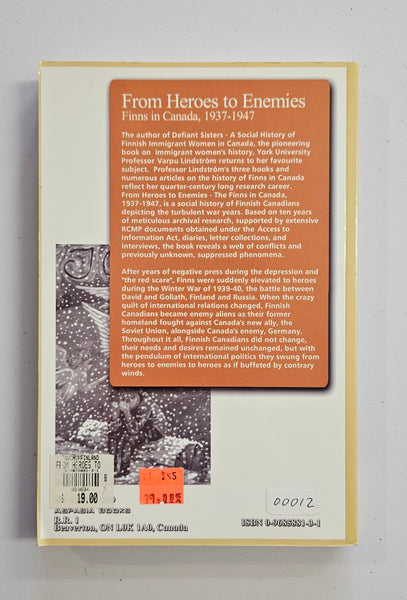 From Heroes to Enemies
Finns in Canada, 1937-1947
The author of Defiant Sisters - A Social History of
Finnish Immigrant Women in Canada, the pioneering
book on immigrant women's history, York University
Professor Varpu Lindström returns to her favourite
subject. Professor Lindström's three books and
numerous articles on the history of Finns in Canada
reflect her quarter-century long research career.
From Heroes to Enemies - The Finns in Canada,
1937-1947, is a social history of Finnish Canadians
depicting the turbulent war years. Based on ten years
of meticulous archival research, supported by extensive
RCMP documents obtained under the Access to
Information Act, diaries, letter collections, and
interviews, the book reveals a web of conflicts and
previously unknown, suppressed phenomena.
After years of negative press during the depression and
"the red scare", Finns were suddenly elevated to heroes
during the Winter War of 1939-40, the battle between
David and Goliath, Finland and Russia. When the crazy
quilt of international relations changed, Finnish
Canadians became enemy aliens as their former
homeland fought against Canada's new ally, the
Soviet Union, alongside Canada's enemy, Germany.
Throughout it all, Finnish Canadians did not change,
their needs and desires remained unchanged, but with
the pendulum of international politics they swung from
heroes to enemies to heroes as if buffeted by contrary
winds.
FINLAND
FROM HEROES TO
19.00
00012
ASPASIA BOOKS
R.R. 1
Beaverton, ON L0K 1A0, Canada
ISBN 0-9685881-3-1